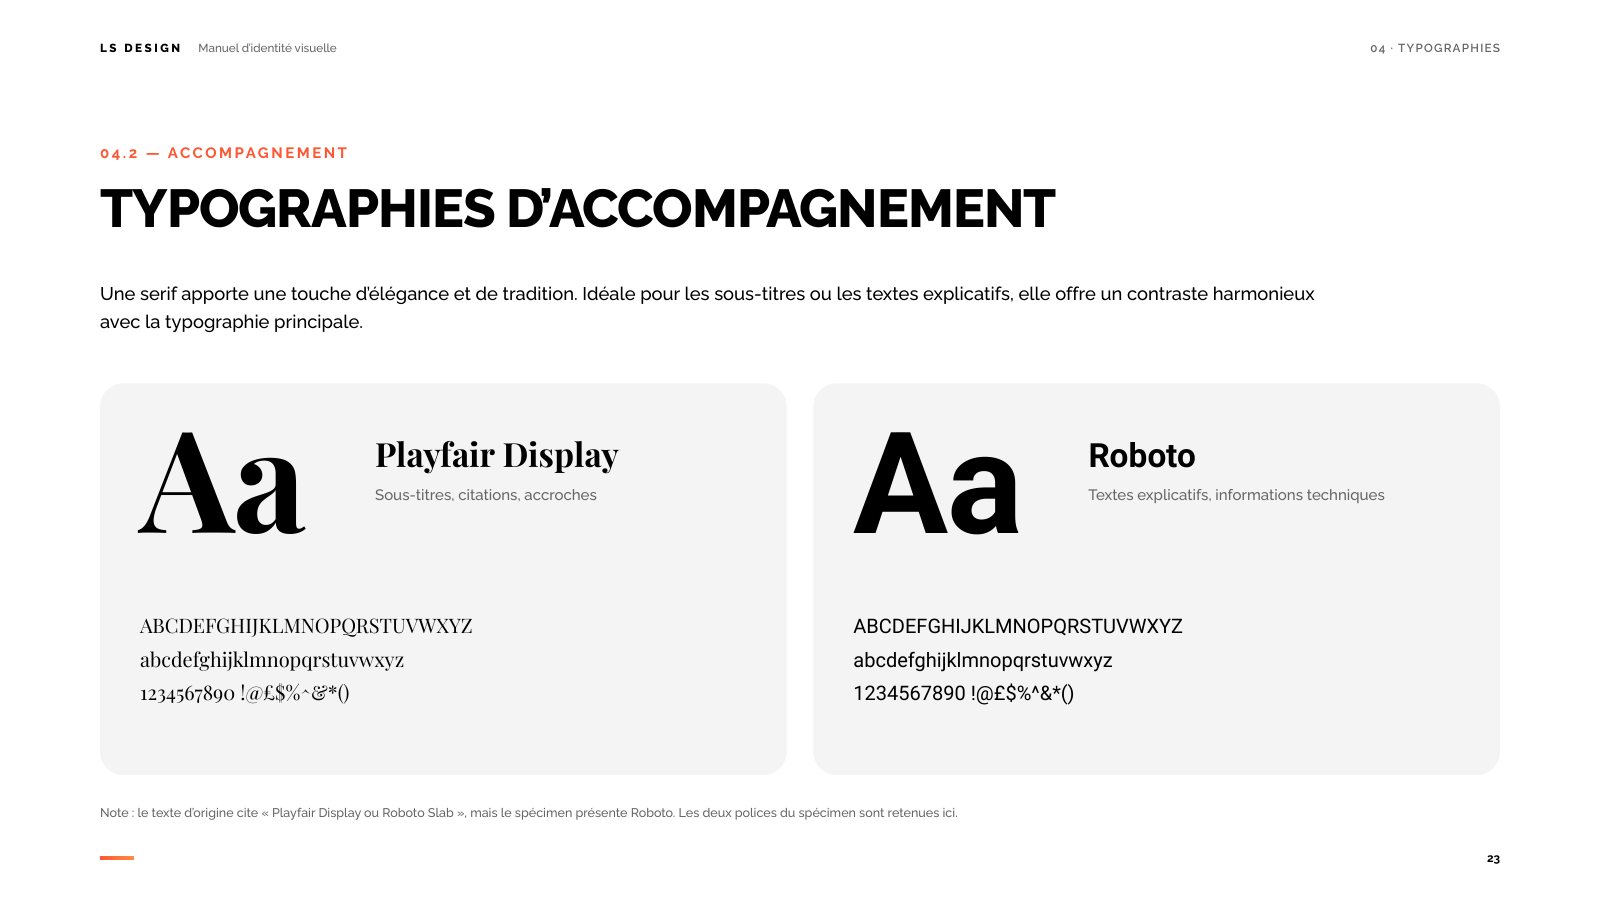 LS DESIGN Manuel d’identité visuelle
04 · TYPOGRAPHIES
04.2 — ACCOMPAGNEMENT
TYPOGRAPHIES D’ACCOMPAGNEMENT
Une serif apporte une touche d’élégance et de tradition. Idéale pour les sous-titres ou les textes explicatifs, elle offre un contraste harmonieux
avec la typographie principale.
Aa
Playfair Display
Sous-titres, citations, accroches
ABCDEFGHIJKLMNOPQRSTUVWXYZ
abcdefghijklmnopqrstuvwxyz
1234567890 !@£$%^&*()
Aa
Roboto
Textes explicatifs, informations techniques
ABCDEFGHIJKLMNOPQRSTUVWXYZ
abcdefghijklmnopqrstuvwxyz
1234567890 !@£$%^&*()
Note : le texte d’origine cite « Playfair Display ou Roboto Slab », mais le spécimen présente Roboto. Les deux polices du spécimen sont retenues ici.
23